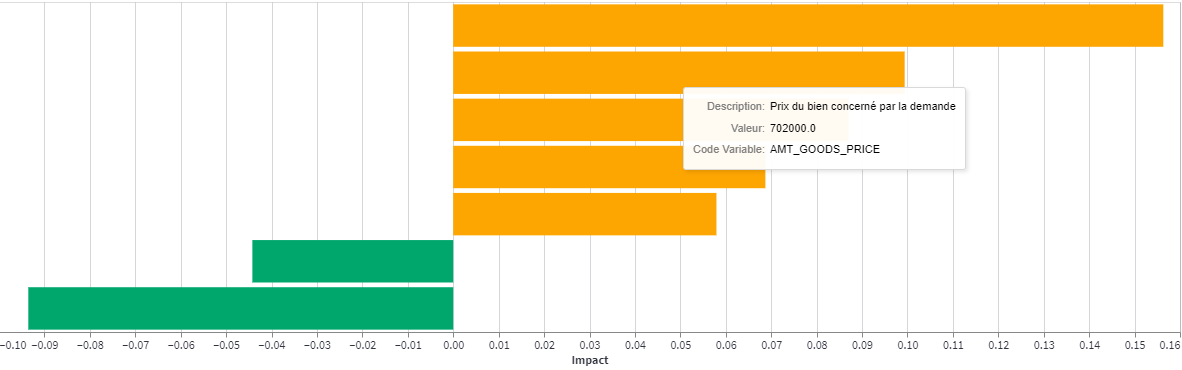 Description: Prix du bien concerné par la demande
Valeur: 702000.0
Code Variable: AMT_GOODS_PRICE
−0.10 −0.09 −0.08 −0.07 −0.06 −0.05 −0.04 −0.03 −0.02 −0.01 0.00 0.01 0.02 0.03 0.04 0.05 0.06 0.07 0.08 0.09 0.10 0.11 0.12 0.13 0.14 0.15 0.16
Impact